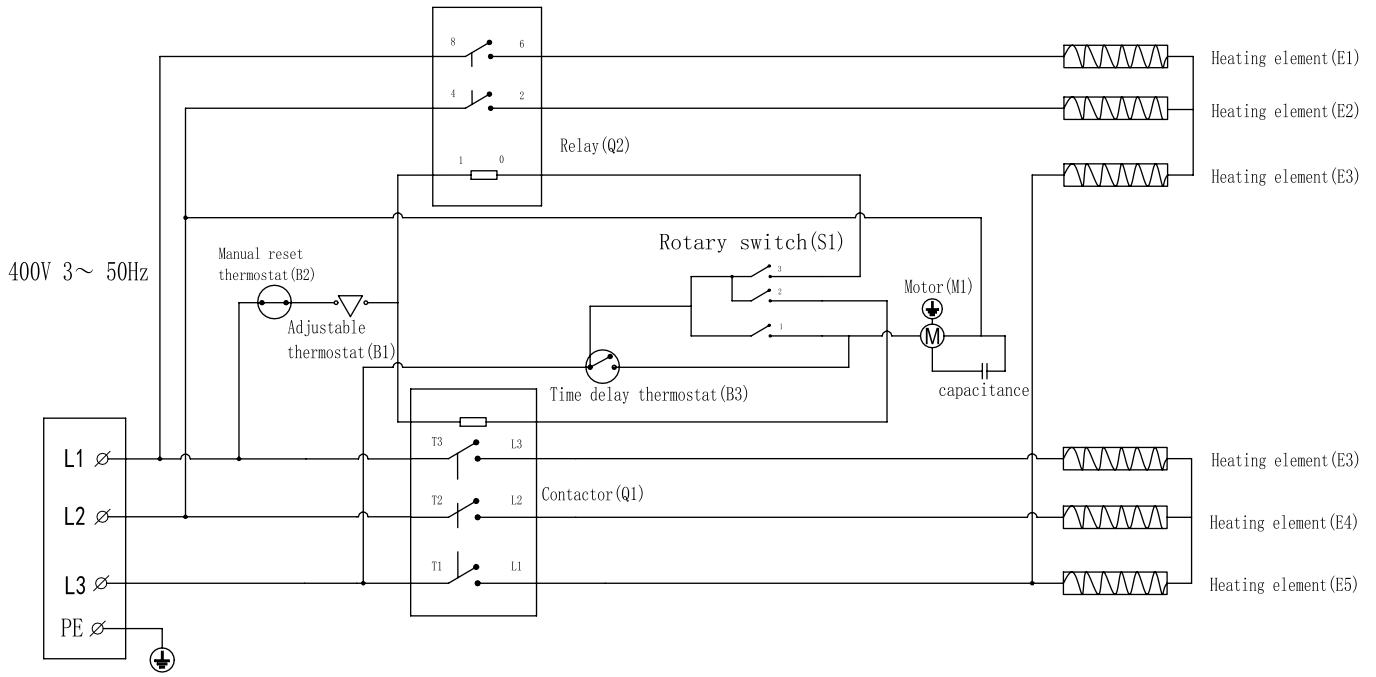 8 6
Heating element(E1)
4 2
Heating element(E2)
Relay(Q2)
1 0
Heating element(E3)
Rotary switch(S1)
Manual reset
thermostat(B2)
400V 3～ 50Hz
3
2
1
Motor(M1)
M
Adjustable
thermostat(B1)
capacitance
Time delay thermostat(B3)
T3 L3
L1
Heating element(E3)
T2 L2
Contactor(Q1)
L2
Heating element(E4)
T1 L1
L3
Heating element(E5)
PE